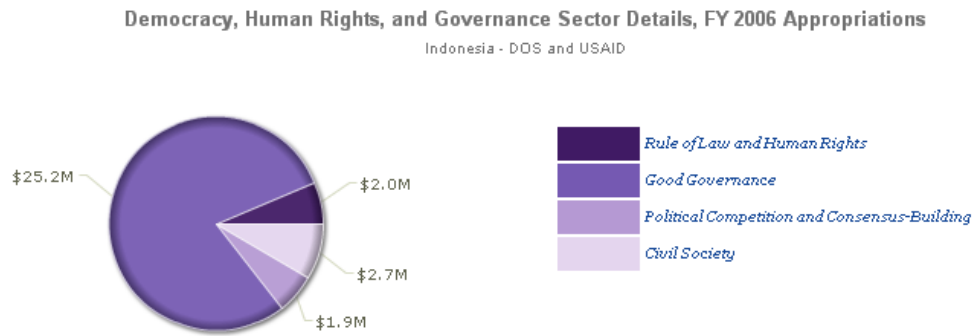 Democracy, Human Rights, and Governance Sector Details, FY 2006 Appropriations
Indonesia - DOS and USAID
$25.2M
$2.0M
$2.7M
$1.9M
Rule of Law and Human Rights
Good Governance
Political Competition and Consensus-Building
Civil Society